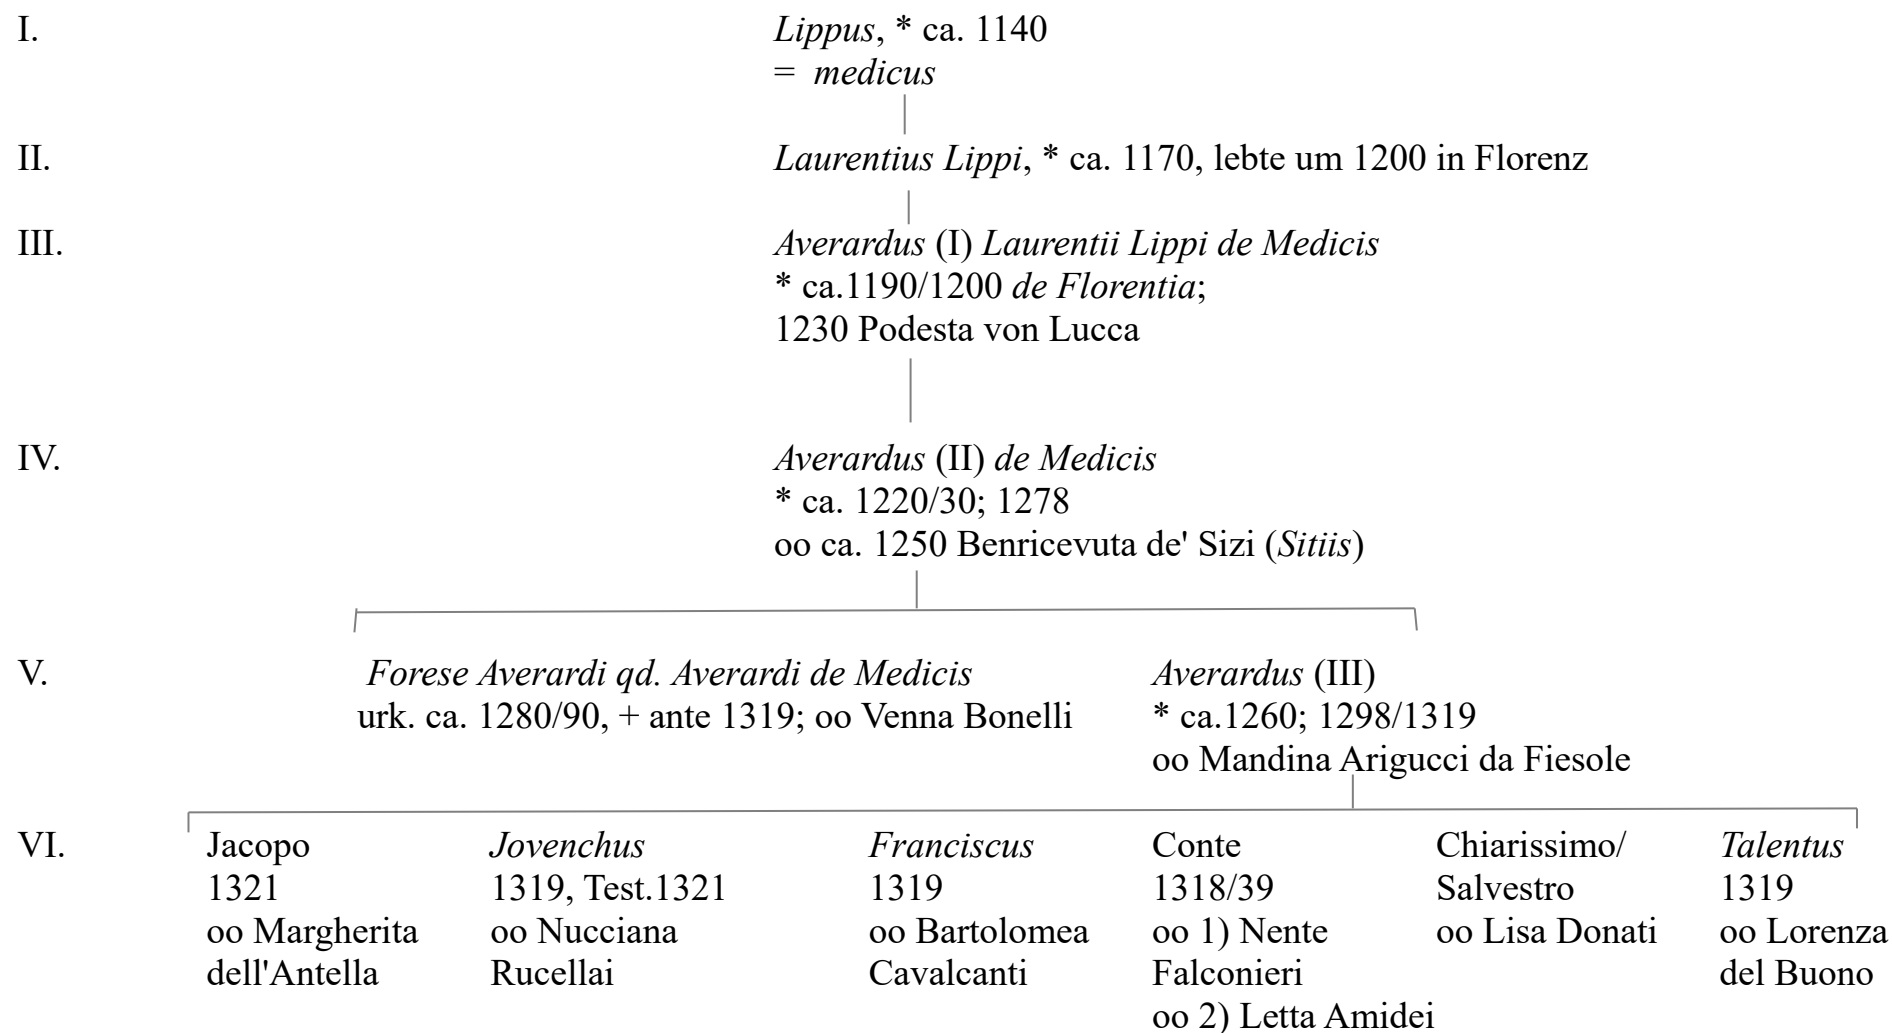 I.
Lippus, * ca. 1140
= medicus
II.
Laurentius Lippi, * ca. 1170, lebte um 1200 in Florenz
III.
Averardus (I) Laurentii Lippi de Medicis
* ca.1190/1200 de Florentia;
1230 Podesta von Lucca
IV.
Averardus (II) de Medicis
* ca. 1220/30; 1278
oo ca. 1250 Benricevuta de' Sizi (Sitiis)
V.
Forese Averardi qd. Averardi de Medicis
urk. ca. 1280/90, + ante 1319; oo Venna Bonelli
Averardus (III)
* ca.1260; 1298/1319
oo Mandina Arigucci da Fiesole
VI.
Jacopo
1321
oo Margherita
dell'Antella
Jovenchus
1319, Test.1321
oo Nucciana
Rucellai
Franciscus
1319
oo Bartolomea
Cavalcanti
Conte
1318/39
oo 1) Nente
Falconieri
oo 2) Letta Amidei
Chiarissimo/
Salvestro
oo Lisa Donati
Talentus
1319
oo Lorenza
del Buono